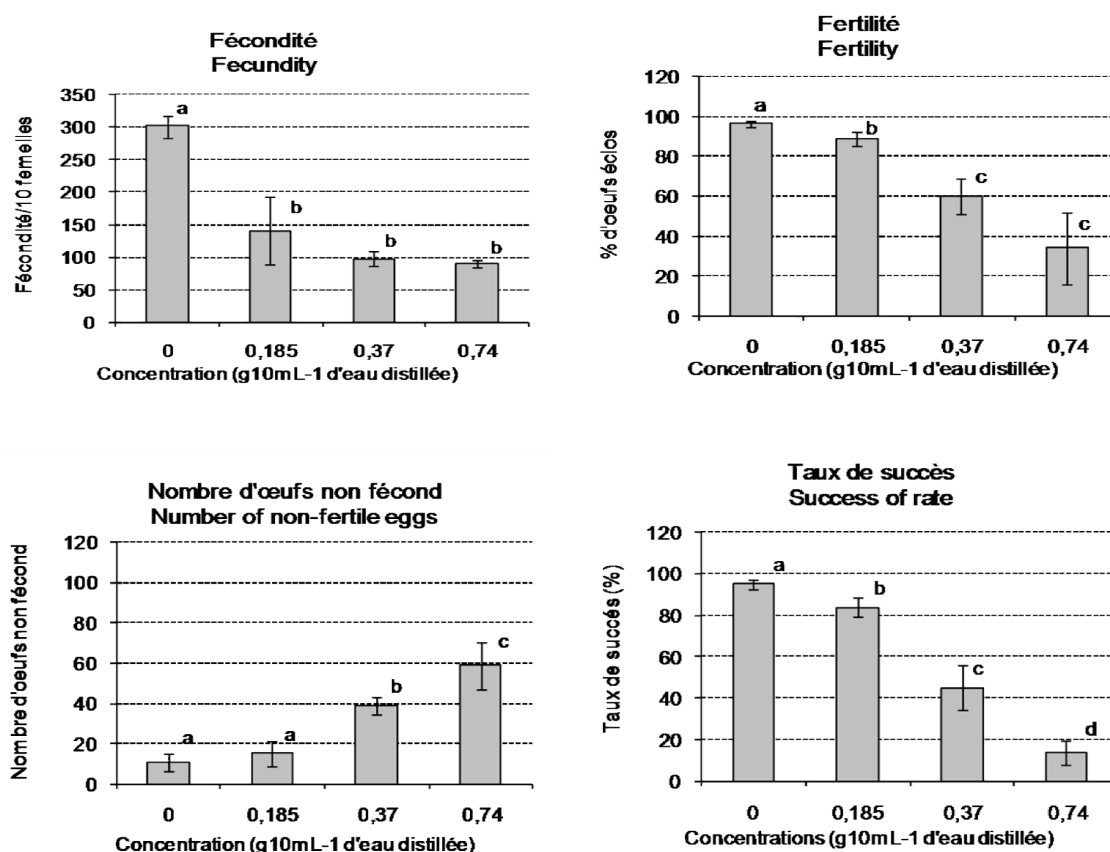 Fécondité
Fecundity
Fécondité/10 femelles
350
300
250
200
150
100
50
0
a
b
b
b
0 0,185 0,37 0,74
Concentration (g10mL-1 d'eau distillée)
Fertilité
Fertility
% d'oeufs éclos
120
100
80
60
40
20
0
a
b
c
c
0 0,185 0,37 0,74
Concentration (g10mL-1 d'eau distillée)
Nombre d'œufs non fécond
Number of non-fertile eggs
Nombre d'oeufs non fécond
120
100
80
60
40
20
0
a
a
b
c
0 0,185 0,37 0,74
Concentration (g10mL-1 d'eau distillée)
Taux de succès
Success of rate
Taux de succés (%)
120
100
80
60
40
20
0
a
b
c
d
0 0,185 0,37 0,74
Concentrations (g10mL-1 d'eau distillée)